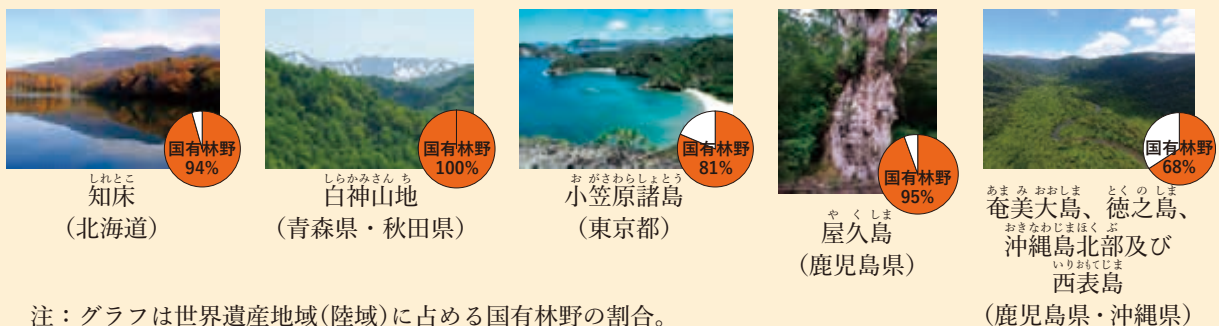 国有林野
94%
しれとこ
知床
(北海道)
国有林野
100%
しらかみさんち
白神山地
(青森県・秋田県)
国有林野
81%
おがさわらしょとう
小笠原諸島
(東京都)
国有林野
95%
やくしま
屋久島
(鹿児島県)
国有林野
68%
あまみおおしま とくのしま
奄美大島、徳之島、
おきなわじまほくぶ
沖縄島北部及び
いりおもてじま
西表島
(鹿児島県・沖縄県)
注：グラフは世界遺産地域(陸域)に占める国有林野の割合。